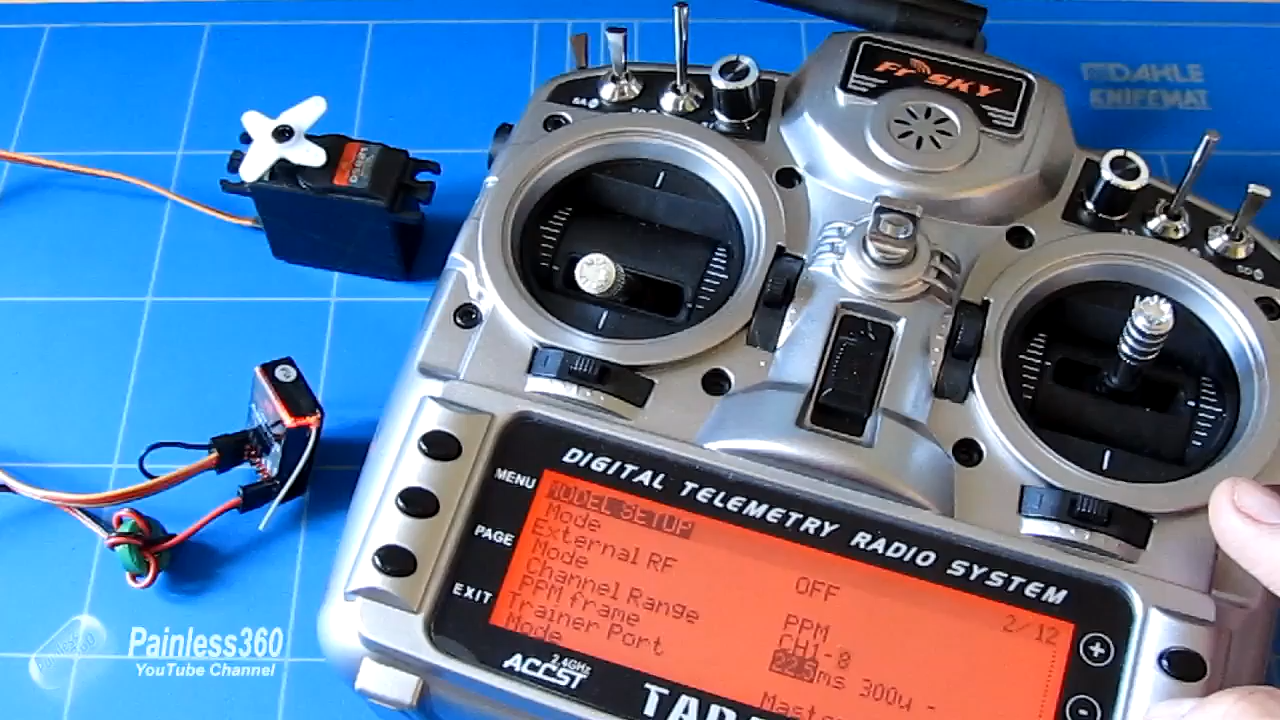 FrSKY
DAHLE
KNIFEMAT
DIGITAL TELEMETRY RADIO SYSTEM
MENU
PAGE
EXIT
MODEL SETUP 2/12
Mode OFF
External RF
Mode PPM
Channel Range CH1-8
PPM frame 22.5ms 300u -
Trainer Port
Mode Master
2.4GHz
ACCST
Painless360
YouTube Channel